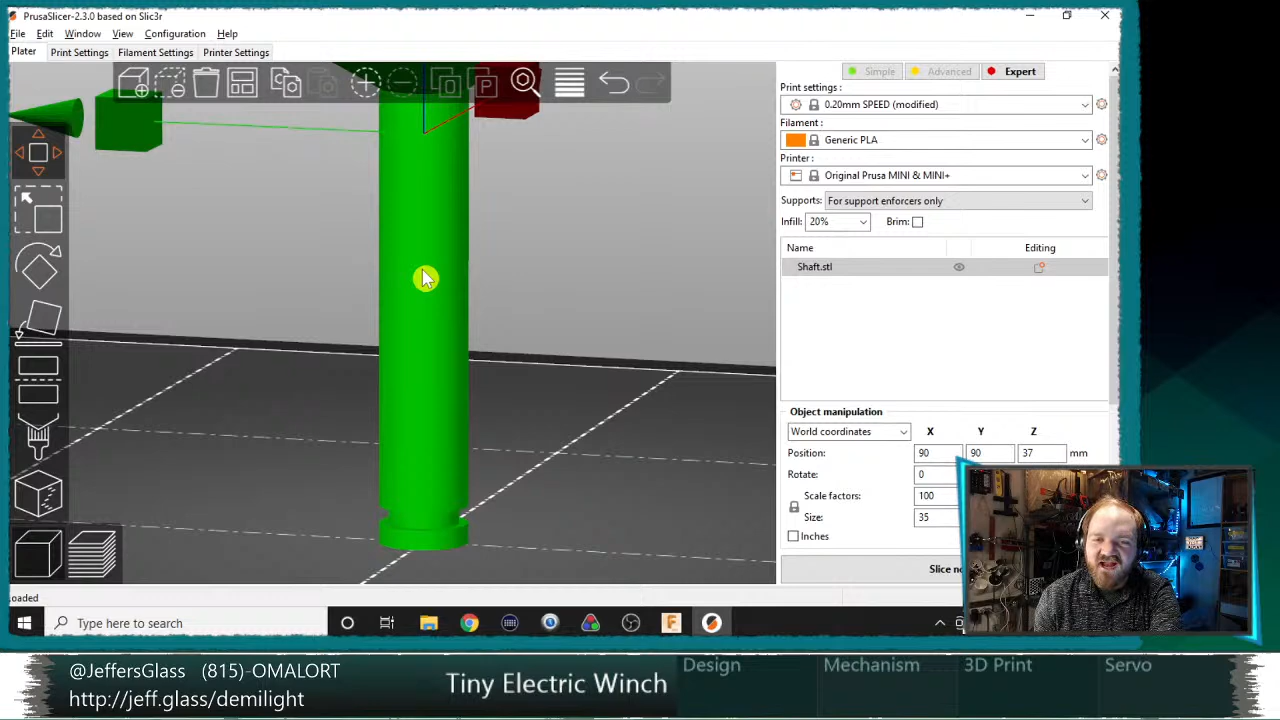 PrusaSlicer-2.3.0 based on Slic3r
File Edit Window View Configuration Help
Plater Print Settings Filament Settings Printer Settings
Simple Advanced Expert
Print settings:
0.20mm SPEED (modified)
Filament :
Generic PLA
Printer :
Original Prusa MINI & MINI+
Supports: For support enforcers only
Infill: 20% Brim:
Name Editing
Shaft.stl
Object manipulation
World coordinates X Y Z
Position: 90 90 37 mm
Rotate: 0
Scale factors: 100
Size: 35
Inches
Slice no
oaded
Type here to search
@JeffersGlass (815)-OMALORT
http://jeff.glass/demilight
Tiny Electric Winch
Design Mechanism 3D Print Servo